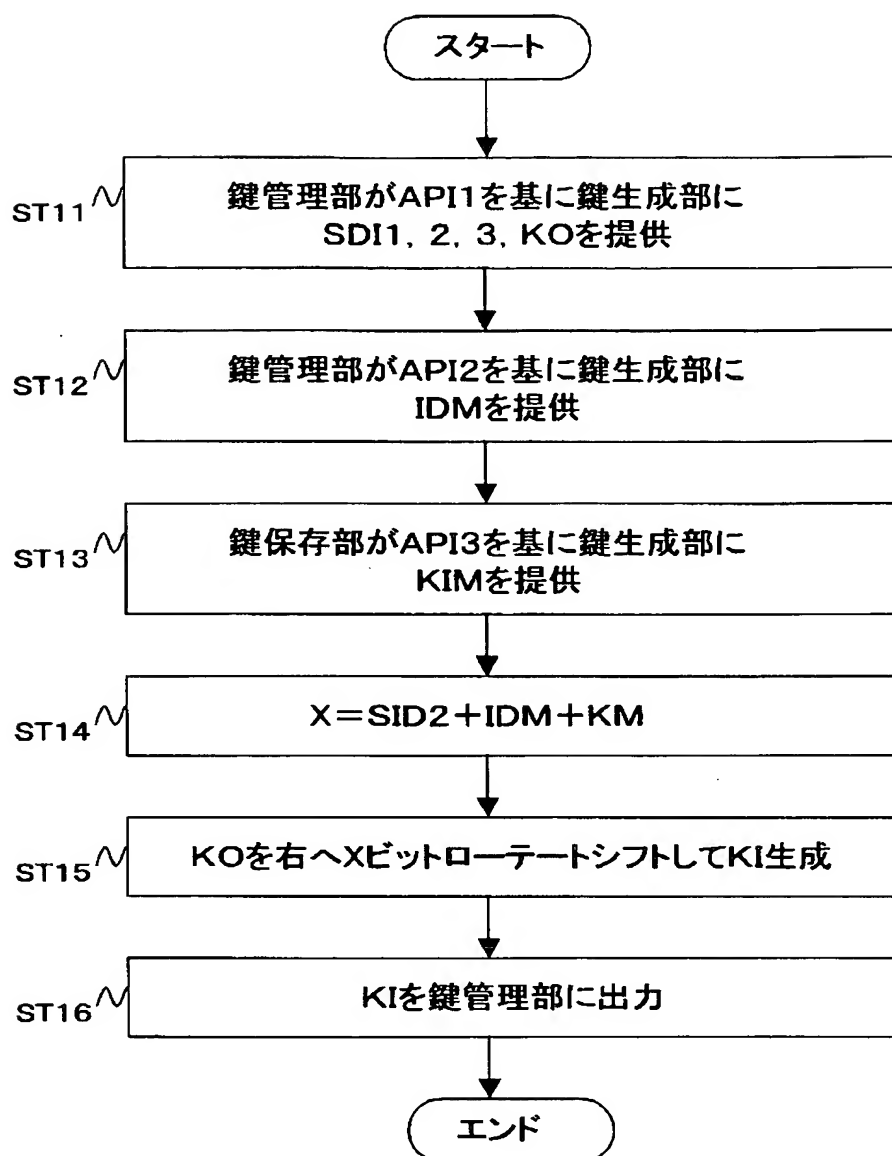 スタート
ST11
鍵管理部がAPI1を基に鍵生成部に
SDI1, 2, 3, KOを提供
ST12
鍵管理部がAPI2を基に鍵生成部に
IDMを提供
ST13
鍵保存部がAPI3を基に鍵生成部に
KIMを提供
ST14
X=SID2+IDM+KM
ST15
KOを右へXビットローテートシフトしてKI生成
ST16
KIを鍵管理部に出力
エンド